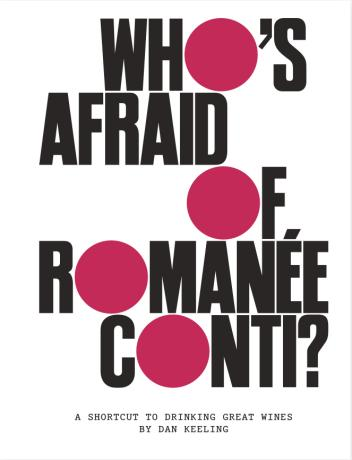 WHO'S
AFRAID
OF
ROMANÉE
CONTI?
A SHORTCUT TO DRINKING GREAT WINES
BY DAN KEELING